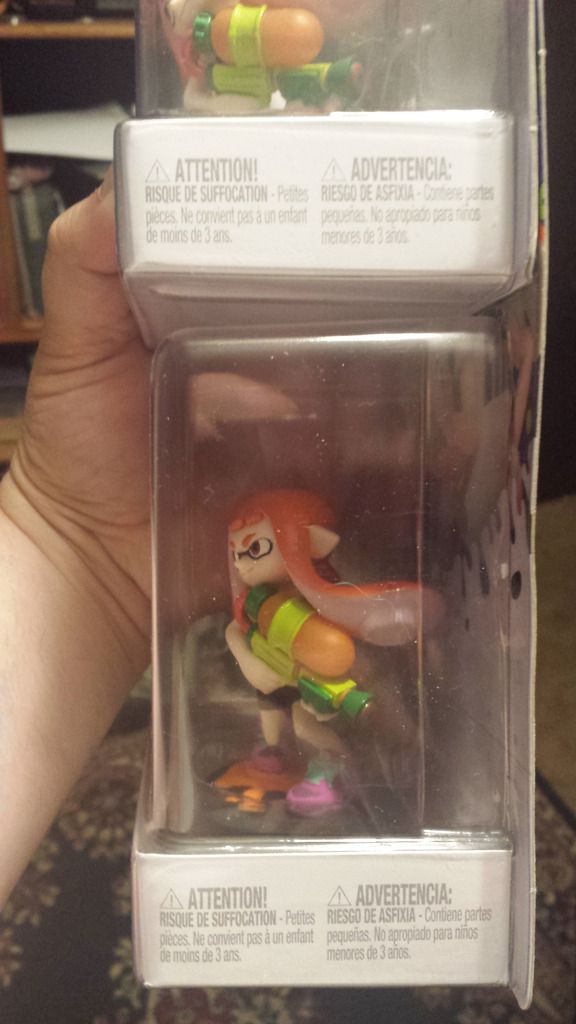 ATTENTION!
RISQUE DE SUFFOCATION - Petites
pièces. Ne convient pas à un enfant
de moins de 3 ans.
ADVERTENCIA:
RIESGO DE ASFIXIA - Contiene partes
pequeñas. No apropiado para niños
menores de 3 años.
ATTENTION!
RISQUE DE SUFFOCATION - Petites
pièces. Ne convient pas à un enfant
de moins de 3 ans.
ADVERTENCIA:
RIESGO DE ASFIXIA - Contiene partes
pequeñas. No apropiado para niños
menores de 3 años.